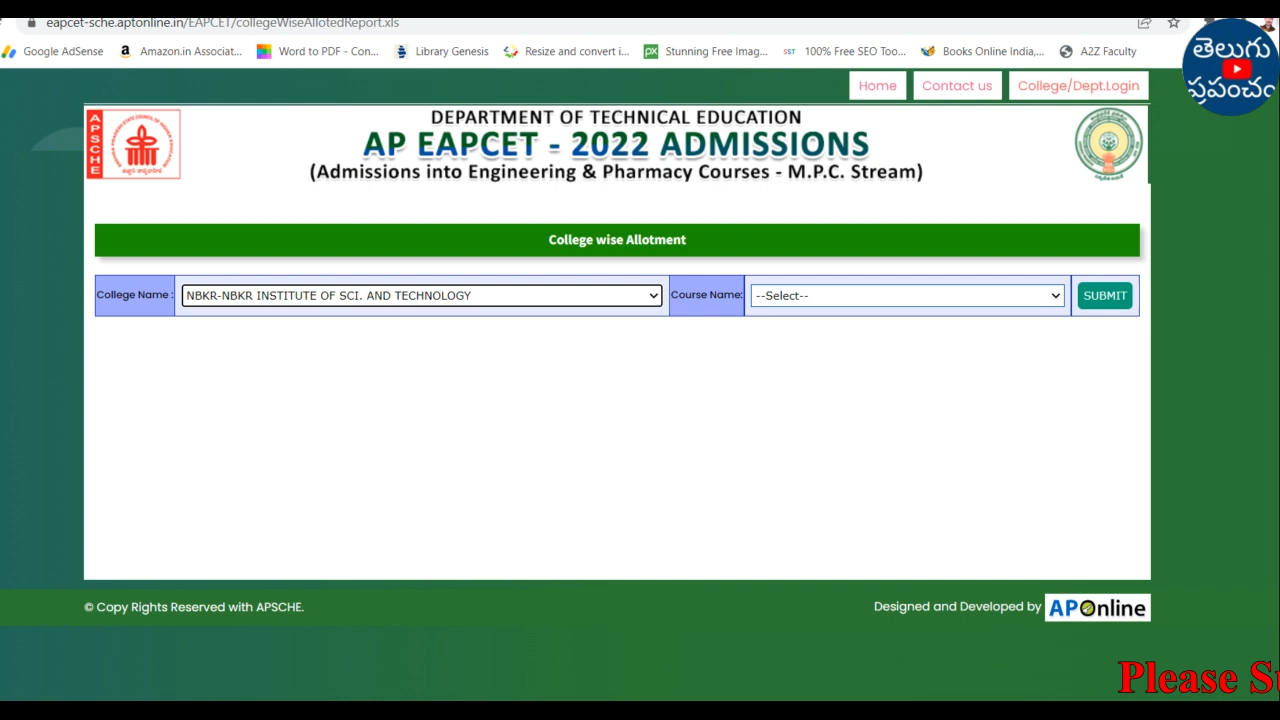 eapcet-sche.aptonline.in/EAPCET/collegeWiseAllotedReport.xls
Google AdSense
Amazon.in Associat...
Word to PDF - Con...
Library Genesis
Resize and convert i...
Stunning Free Imag...
SST
100% Free SEO Too...
Books Online India,...
A2Z Faculty
తెలుగు
ప్రపంచం
Home
Contact us
College/Dept.Login
APSCHE
DEPARTMENT OF TECHNICAL EDUCATION
AP EAPCET - 2022 ADMISSIONS
(Admissions into Engineering & Pharmacy Courses - M.P.C. Stream)
College wise Allotment
College Name :
NBKR-NBKR INSTITUTE OF SCI. AND TECHNOLOGY
Course Name:
--Select--
SUBMIT
© Copy Rights Reserved with APSCHE.
Designed and Developed by APOnline
Please Su